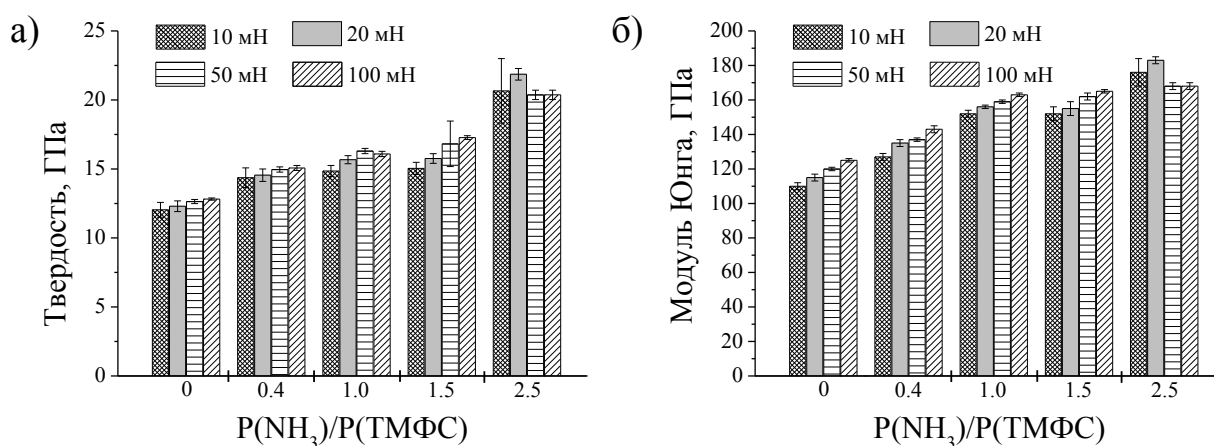 а)
10 мН
20 мН
50 мН
100 мН
25
20
15
10
5
0
Твердость, ГПа
0
0.4
1.0
1.5
2.5
P(NH₃)/P(ТМФС)
б)
10 мН
20 мН
50 мН
100 мН
200
180
160
140
120
100
80
60
40
20
0
Модуль Юнга, ГПа
0
0.4
1.0
1.5
2.5
P(NH₃)/P(ТМФС)